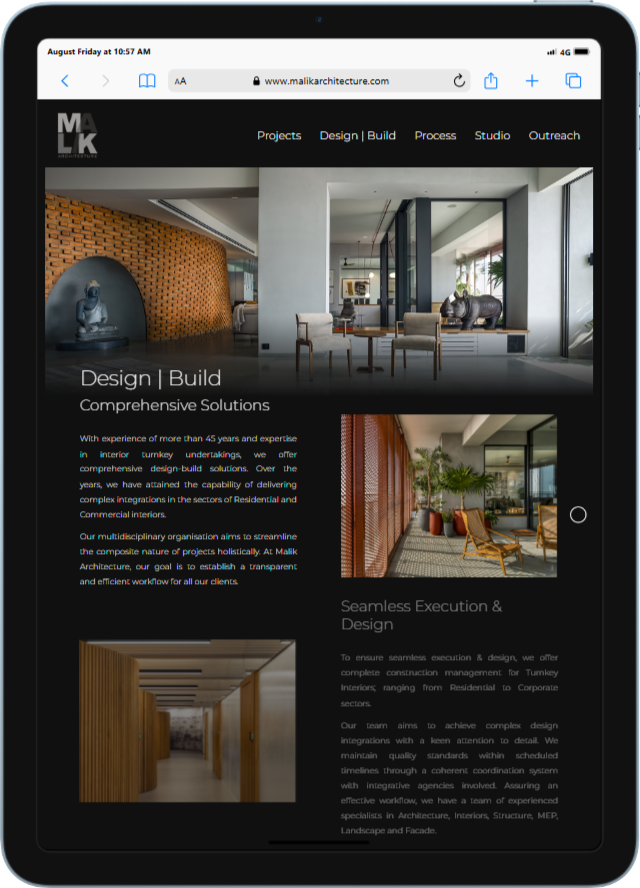 August Friday at 10:57 AM
4G
AA
www.malikarchitecture.com
MALIK
ARCHITECTURE
Projects
Design | Build
Process
Studio
Outreach
Design | Build
Comprehensive Solutions
With experience of more than 45 years and expertise
in interior turnkey undertakings, we offer
comprehensive design-build solutions. Over the
years, we have attained the capability of delivering
complex integrations in the sectors of Residential and
Commercial interiors.
Our multidisciplinary organisation aims to streamline
the composite nature of projects holistically. At Malik
Architecture, our goal is to establish a transparent
and efficient workflow for all our clients.
Seamless Execution &
Design
To ensure seamless execution & design, we offer
complete construction management for Turnkey
Interiors; ranging from Residential to Corporate
sectors.
Our team aims to achieve complex design
integrations with a keen attention to detail. We
maintain quality standards within scheduled
timelines through a coherent coordination system
with integrative agencies involved. Assuring an
effective workflow, we have a team of experienced
specialists in Architecture, Interiors, Structure, MEP,
Landscape and Facade.